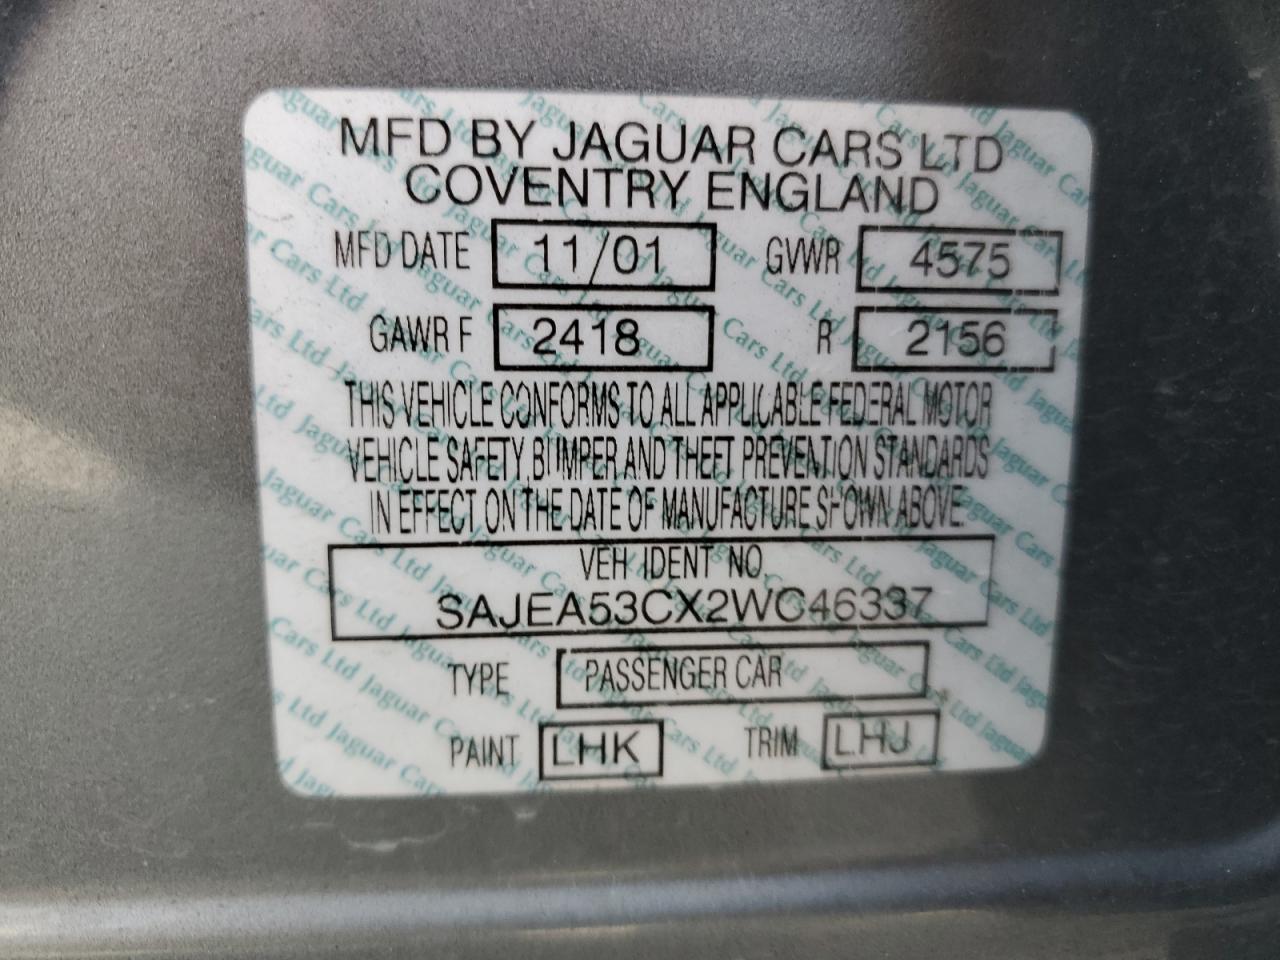 MFD BY JAGUAR CARS LTD
COVENTRY ENGLAND
MFD DATE 11/01 GVWR 4575
GAWR F 2418 R 2156
THIS VEHICLE CONFORMS TO ALL APPLICABLE FEDERAL MOTOR
VEHICLE SAFETY, BUMPER AND THEFT PREVENTION STANDARDS
IN EFFECT ON THE DATE OF MANUFACTURE SHOWN ABOVE.
VEH IDENT NO
SAJEA53CX2WC46337
TYPE PASSENGER CAR
PAINT LHK TRIM LHJ